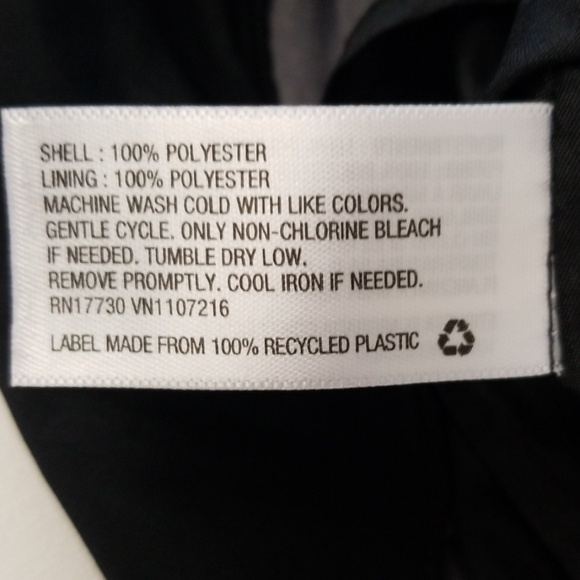 SHELL : 100% POLYESTER
LINING : 100% POLYESTER
MACHINE WASH COLD WITH LIKE COLORS.
GENTLE CYCLE. ONLY NON-CHLORINE BLEACH
IF NEEDED. TUMBLE DRY LOW.
REMOVE PROMPTLY. COOL IRON IF NEEDED.
RN17730 VN1107216
LABEL MADE FROM 100% RECYCLED PLASTIC